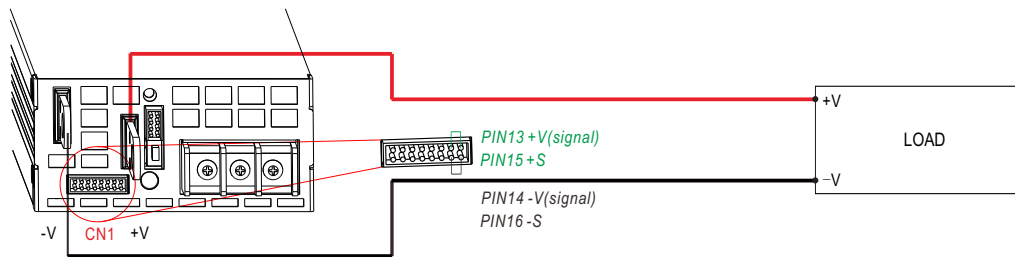 +V
LOAD
PIN13 +V(signal)
PIN15 +S
−V
PIN14 -V(signal)
PIN16 -S
-V
CN1
+V